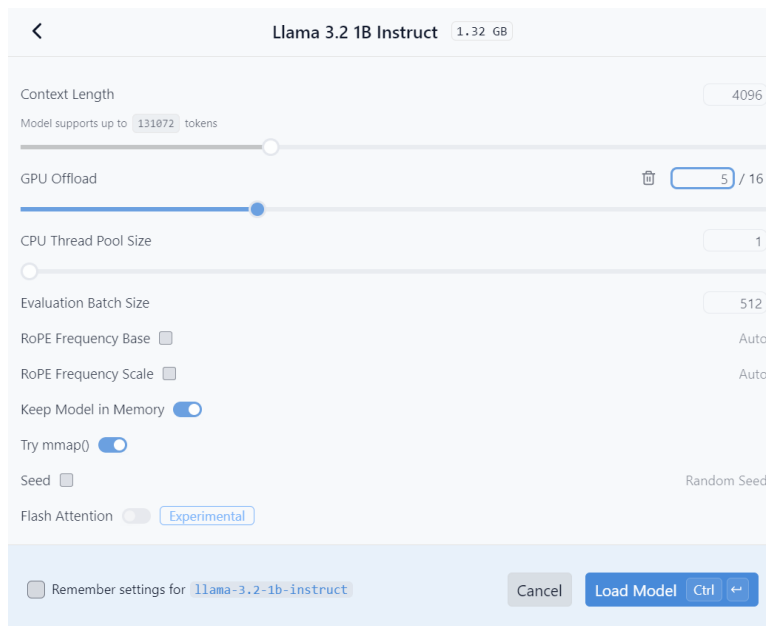 Llama 3.2 1B Instruct 1.32 GB
Context Length 4096
Model supports up to 131072 tokens
GPU Offload 5 / 16
CPU Thread Pool Size 1
Evaluation Batch Size 512
RoPE Frequency Base Auto
RoPE Frequency Scale Auto
Keep Model in Memory
Try mmap()
Seed Random Seed
Flash Attention Experimental
Remember settings for llama-3.2-1b-instruct Cancel Load Model Ctrl ↩